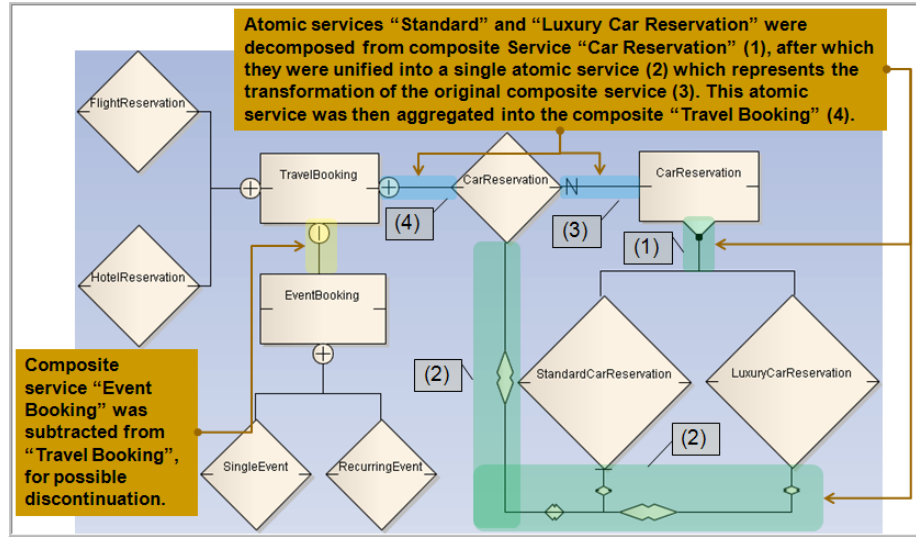 Atomic services “Standard” and “Luxury Car Reservation” were
decomposed from composite Service “Car Reservation” (1), after which
they were unified into a single atomic service (2) which represents the
transformation of the original composite service (3). This atomic
service was then aggregated into the composite “Travel Booking” (4).
FlightReservation
TravelBooking
CarReservation
N
CarReservation
(4)
(3)
(1)
HotelReservation
EventBooking
(2)
StandardCarReservation
LuxuryCarReservation
Composite
service “Event
Booking” was
subtracted from
“Travel Booking”,
for possible
discontinuation.
(2)
SingleEvent
RecurringEvent